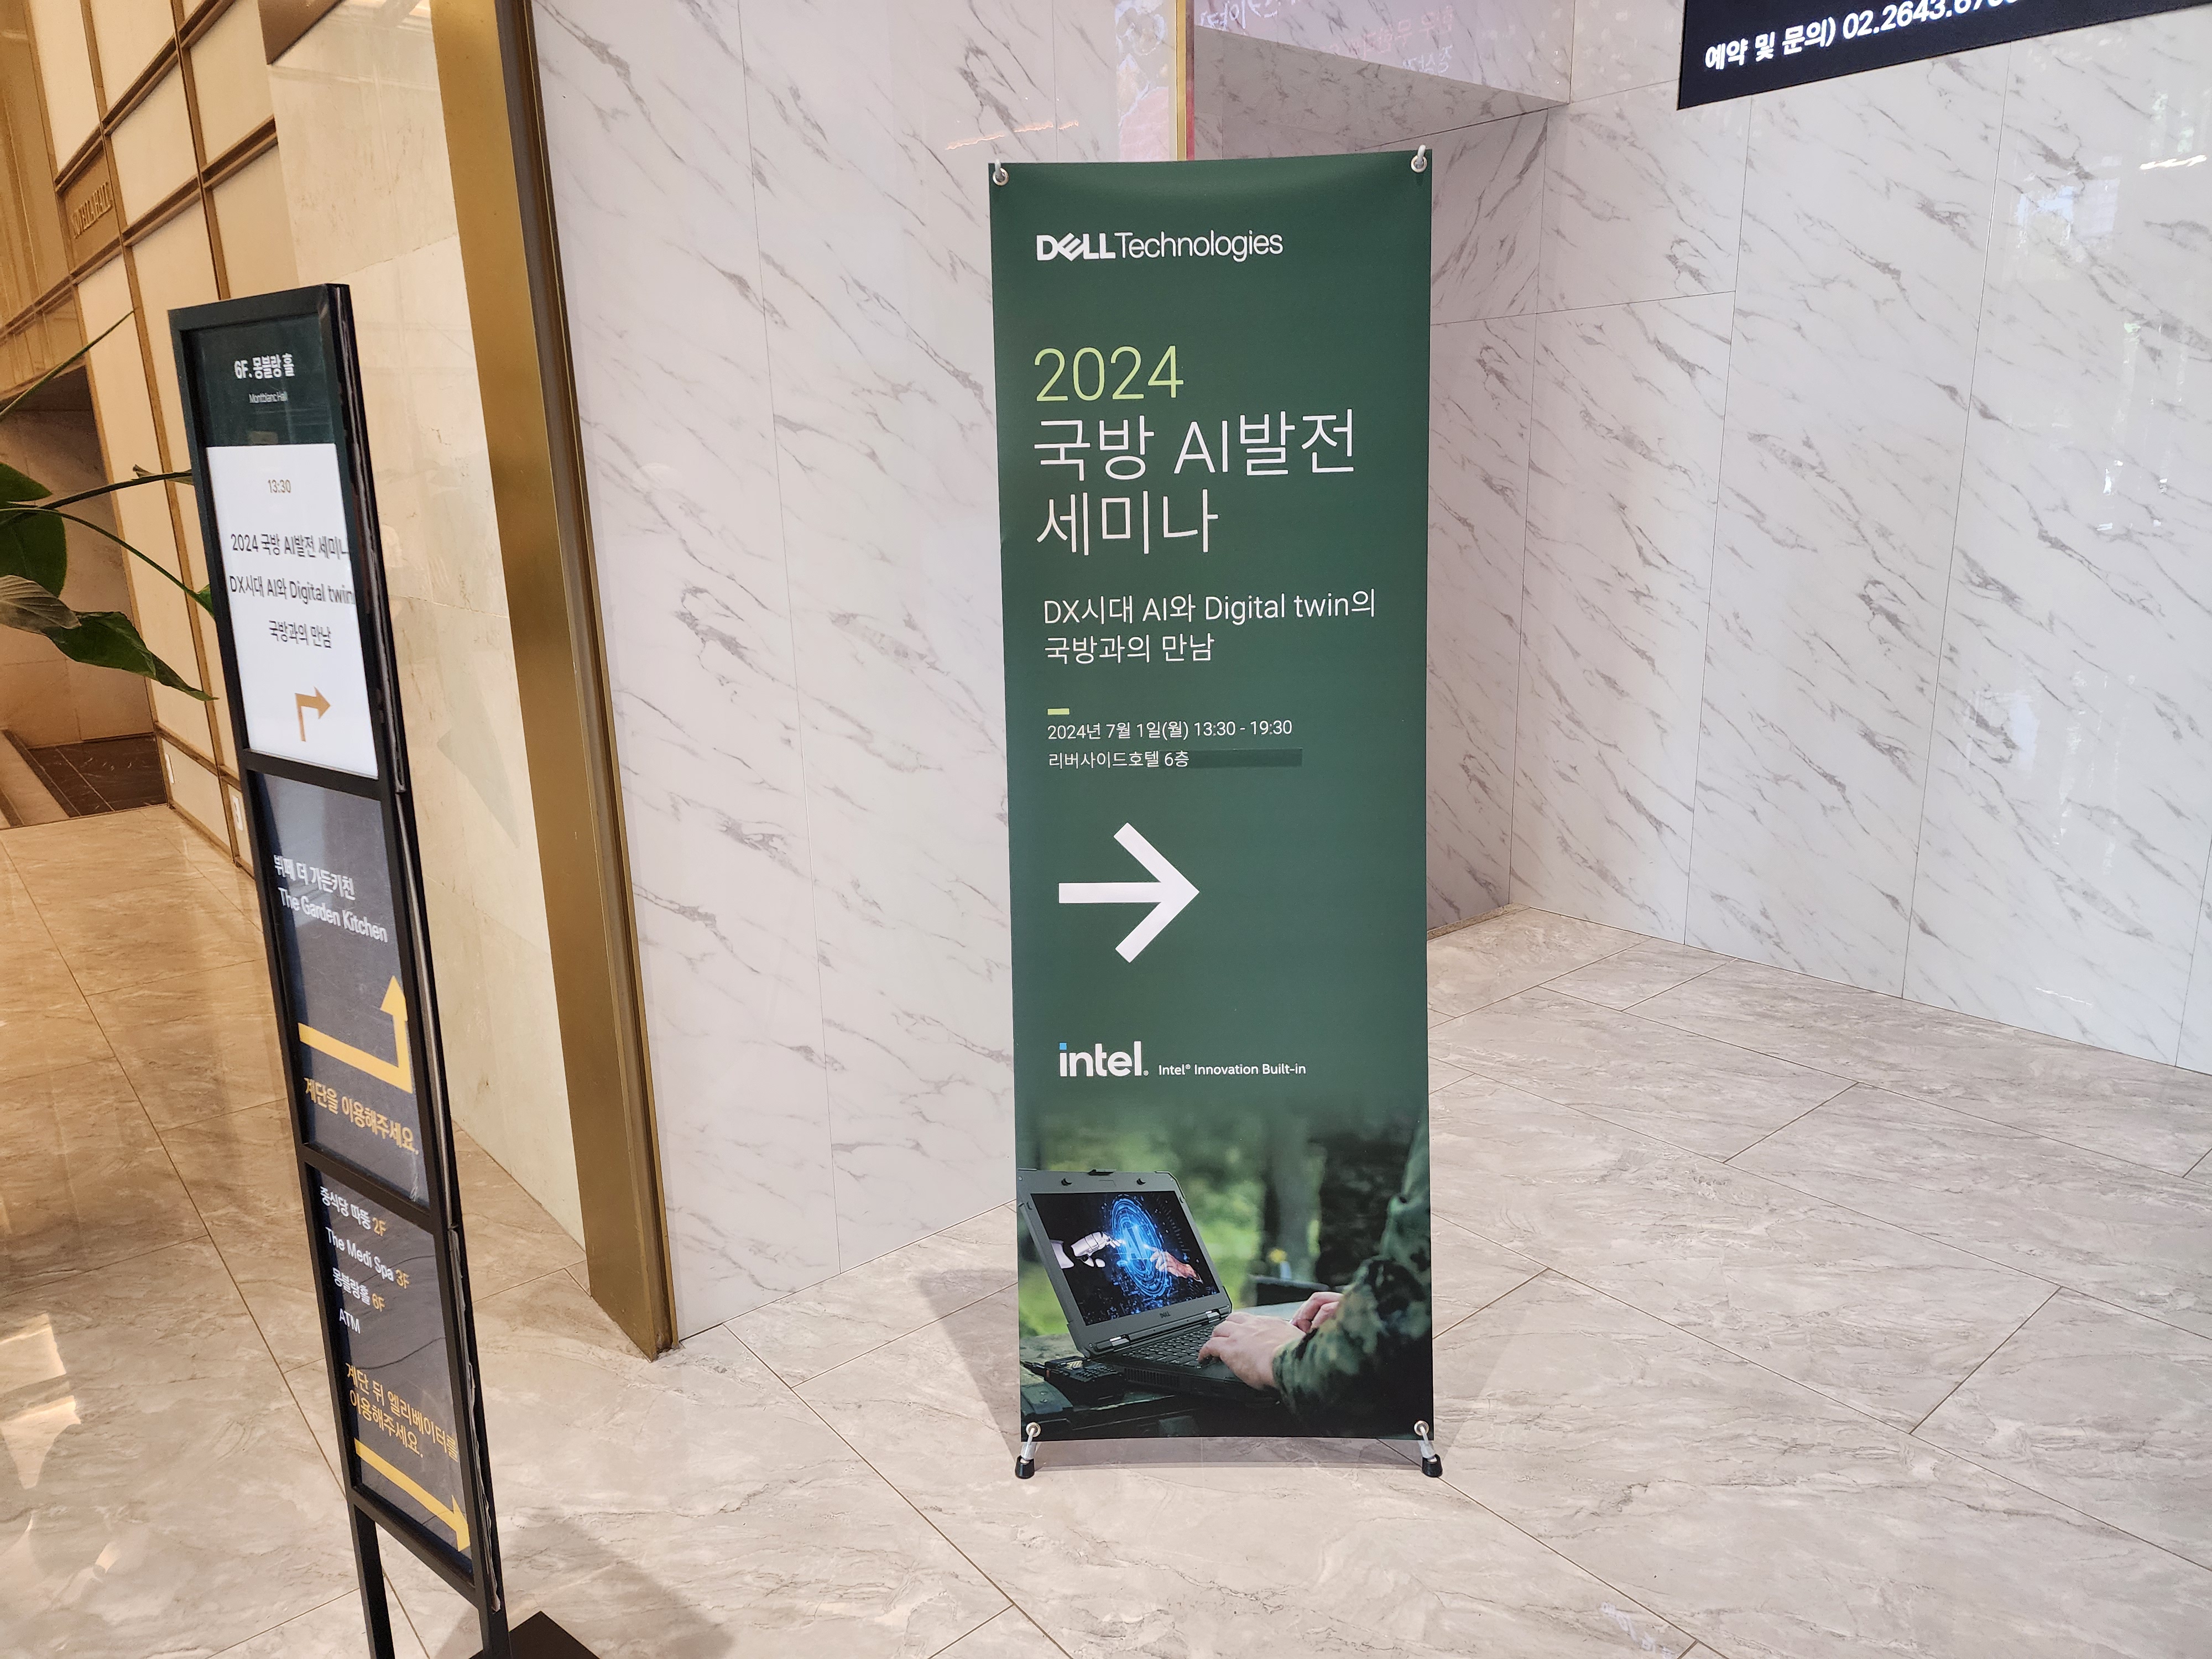 6F. 몽블랑 홀
Montblanc Hall
13:30
2024 국방 AI발전
DX시대 AI와 Digital twin
국방과의 만남
뷔페 더 가든키친
The Garden Kitchen
계단을 이용해주세요.
중식당 따뚱 2F
The Medi Spa 3F
몽블랑홀 6F
ATM
계단 뒤 엘리베이터를
이용해주세요.
DELL Technologies
2024
국방 AI발전
세미나
DX시대 AI와 Digital twin의
국방과의 만남
2024년 7월 1일(월) 13:30 - 19:30
리버사이드호텔 6층
intel. Intel® Innovation Built-in
DELL
예약 및 문의) 02.2643.